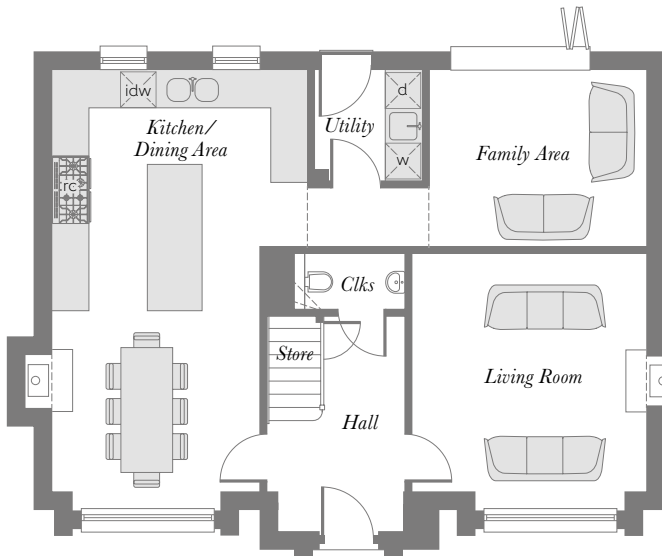 idw
d
Kitchen/
Dining Area
Utility
Family Area
w
rc
Clks
Store
Living Room
Hall